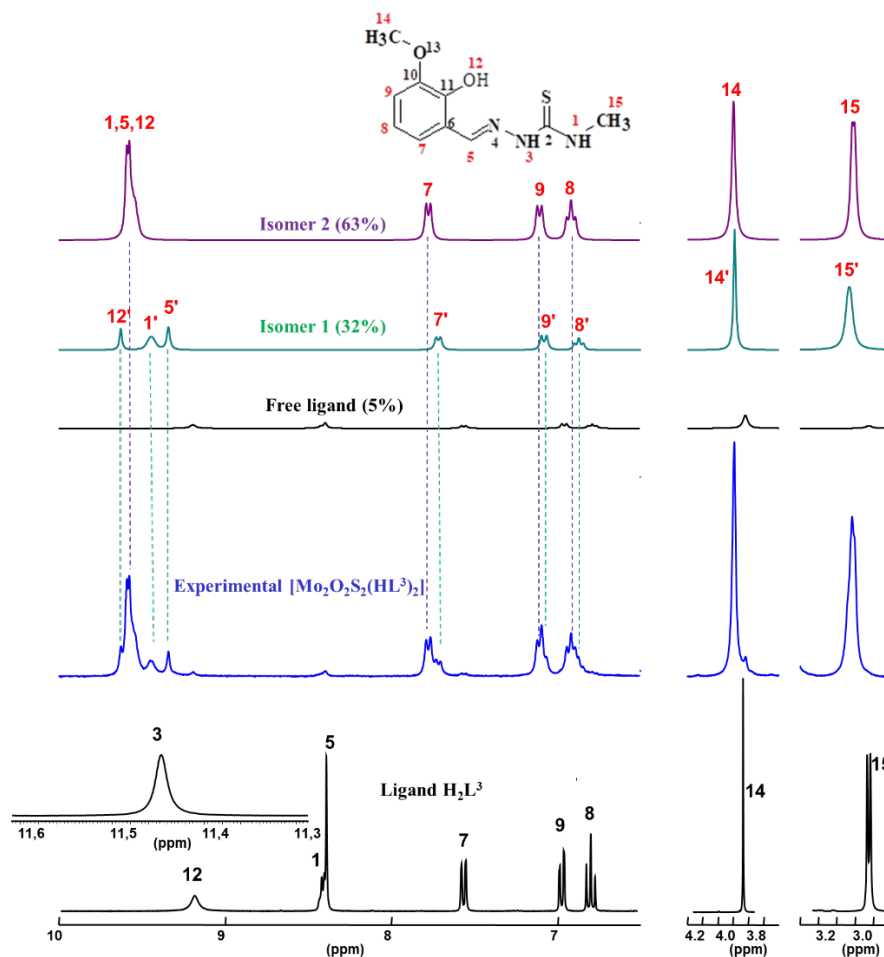 14
H3C
O 13
12
10
11 OH
9
S
15
8
6
N
1 CH3
7
4
NH 2 NH
5
3
1,5,12
7
9
8
14
15
Isomer 2 (63%)
12'
1'
5'
7'
9'
8'
14'
15'
Isomer 1 (32%)
Free ligand (5%)
Experimental [Mo2O2S2(HL3)2]
3
5
Ligand H2L3
14
15
11,6
11,5
11,4
11,3
(ppm)
12
1
7
9
8
10
9
8
7
(ppm)
4.2
4.0
3.8
(ppm)
3.2
3.0
(ppm)